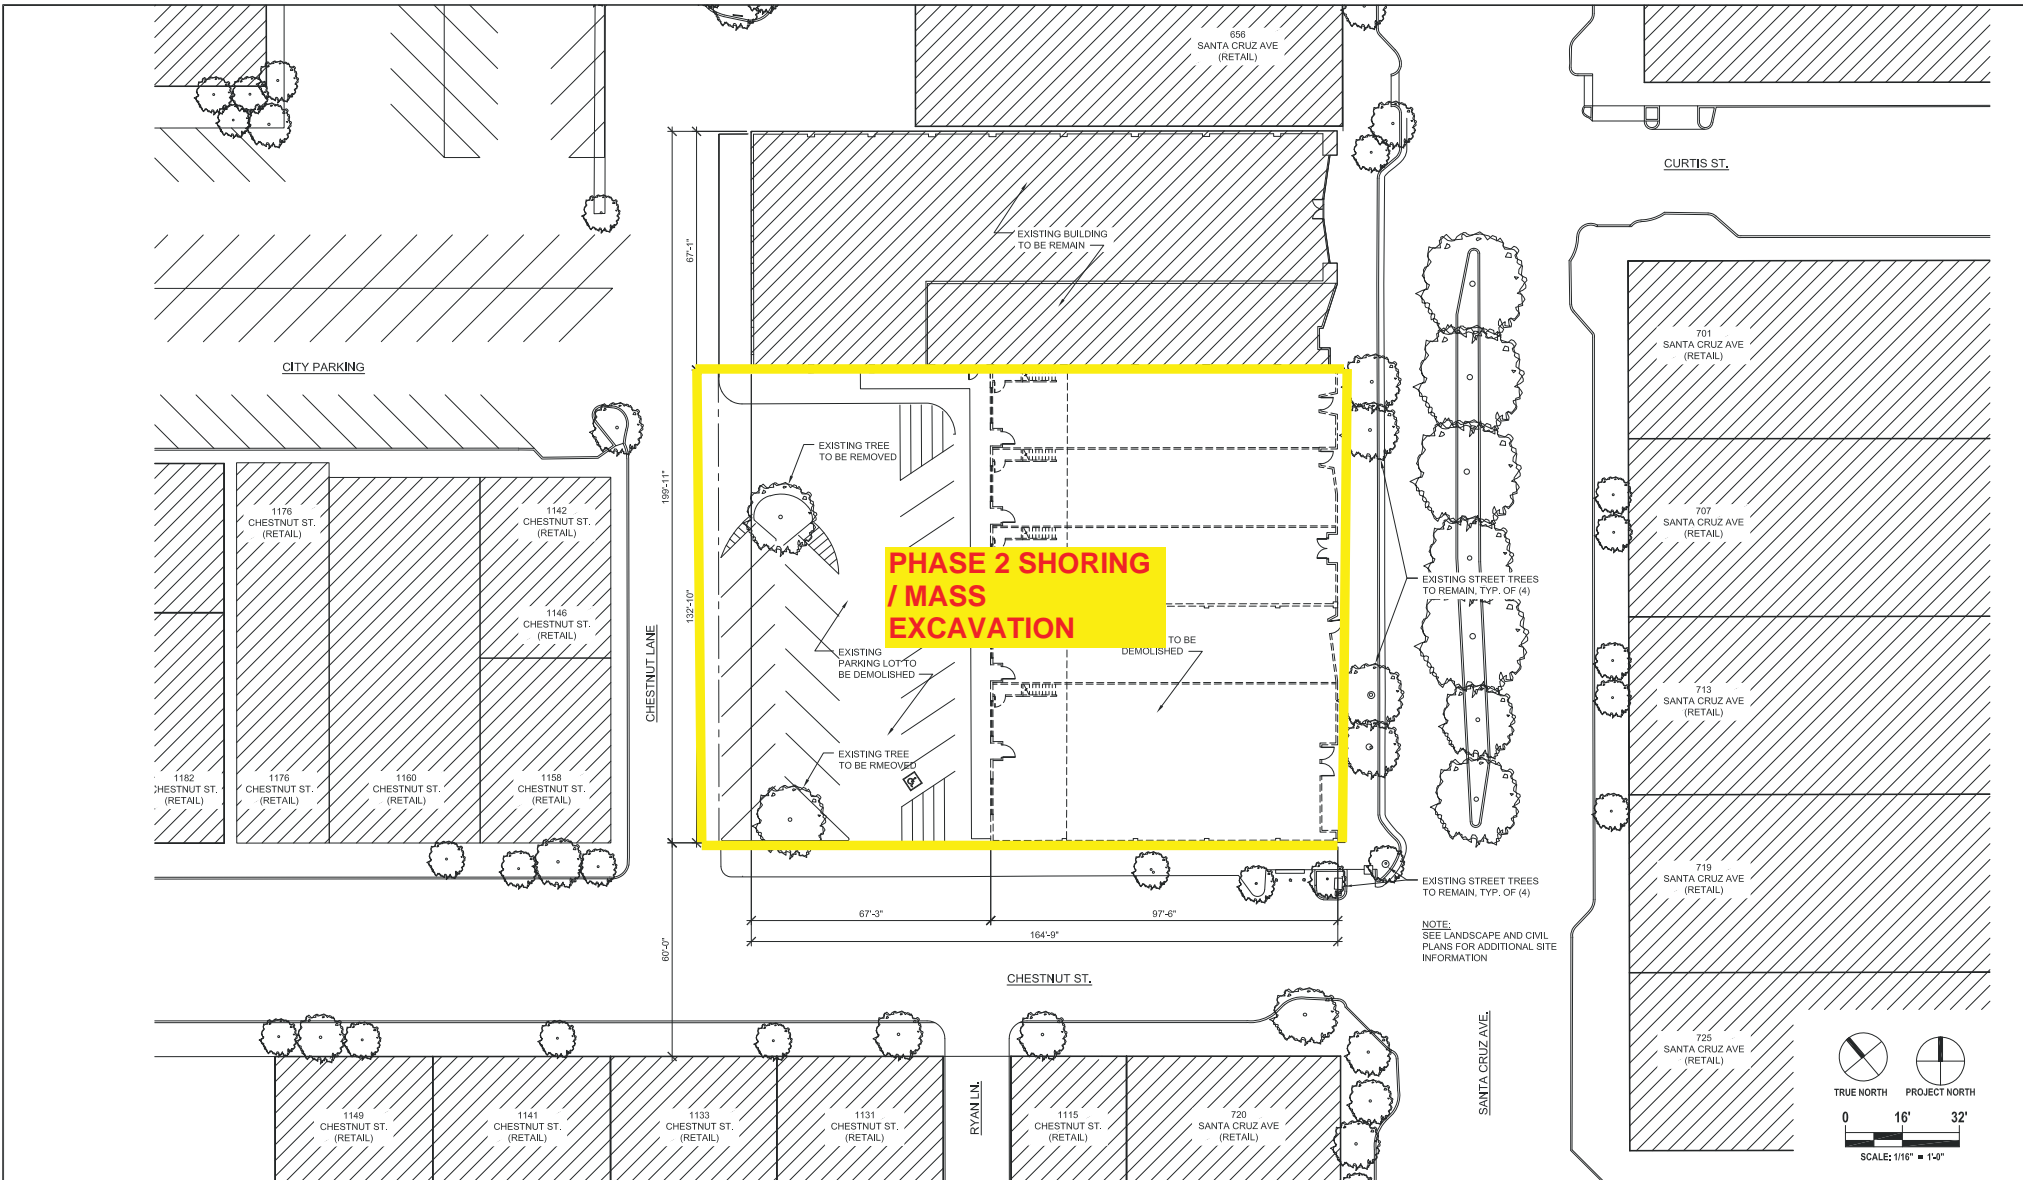 656
SANTA CRUZ AVE
(RETAIL)
CURTIS ST.
EXISTING BUILDING
TO BE REMAIN
67'-1"
CITY PARKING
701
SANTA CRUZ AVE
(RETAIL)
EXISTING TREE
TO BE REMOVED
199'-11"
1176
CHESTNUT ST.
(RETAIL)
1142
CHESTNUT ST.
(RETAIL)
707
SANTA CRUZ AVE
(RETAIL)
PHASE 2 SHORING
/ MASS
EXCAVATION
EXISTING STREET TREES
TO REMAIN, TYP. OF (4)
132'-10"
1146
CHESTNUT ST.
(RETAIL)
CHESTNUT LANE
EXISTING
PARKING LOT TO
BE DEMOLISHED
TO BE
DEMOLISHED
713
SANTA CRUZ AVE
(RETAIL)
EXISTING TREE
TO BE RMEOVED
1182
CHESTNUT ST.
(RETAIL)
1176
CHESTNUT ST.
(RETAIL)
1160
CHESTNUT ST.
(RETAIL)
1158
CHESTNUT ST.
(RETAIL)
719
SANTA CRUZ AVE
(RETAIL)
EXISTING STREET TREES
TO REMAIN, TYP. OF (4)
67'-3"
97'-6"
164'-9"
60'-0"
NOTE:
SEE LANDSCAPE AND CIVIL
PLANS FOR ADDITIONAL SITE
INFORMATION
CHESTNUT ST.
SANTA CRUZ AVE.
725
SANTA CRUZ AVE
(RETAIL)
TRUE NORTH
PROJECT NORTH
0 16' 32'
SCALE: 1/16" = 1'-0"
RYAN LN.
1149
CHESTNUT ST.
(RETAIL)
1141
CHESTNUT ST.
(RETAIL)
1133
CHESTNUT ST.
(RETAIL)
1131
CHESTNUT ST.
(RETAIL)
1115
CHESTNUT ST.
(RETAIL)
720
SANTA CRUZ AVE
(RETAIL)